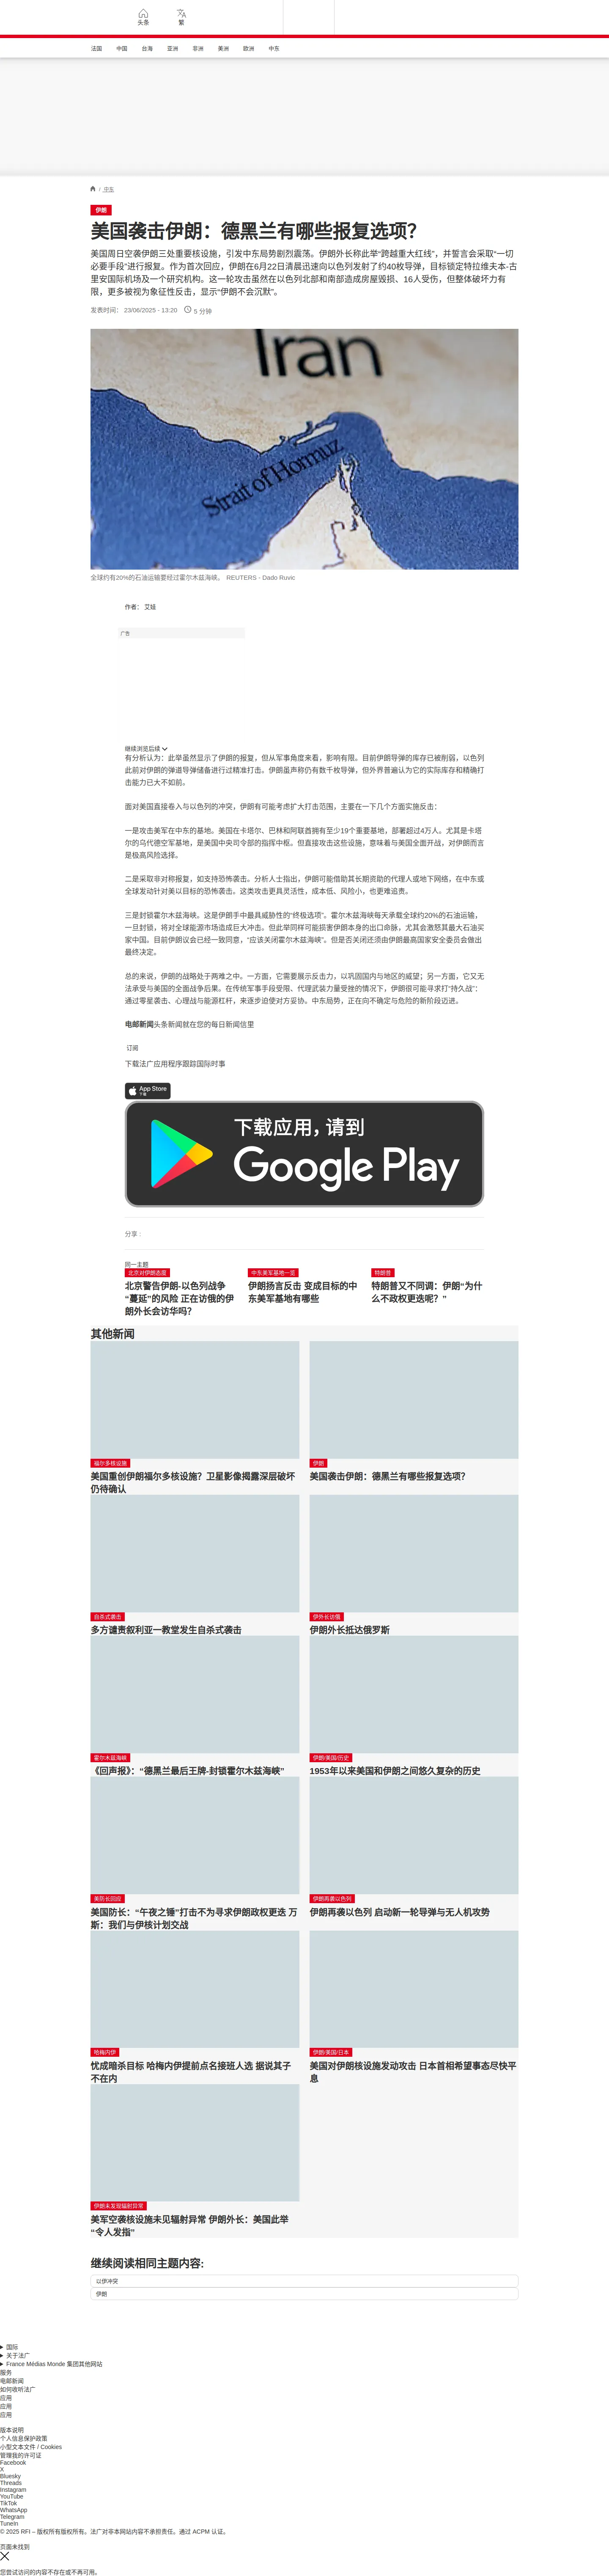 头条
繁
法国 中国 台海 亚洲 非洲 美洲 欧洲 中东
/ 中东
伊朗
美国袭击伊朗：德黑兰有哪些报复选项？
美国周日空袭伊朗三处重要核设施，引发中东局势剧烈震荡。伊朗外长称此举“跨越重大红线”，并誓言会采取“一切
必要手段”进行报复。作为首次回应，伊朗在6月22日清晨迅速向以色列发射了约40枚导弹，目标锁定特拉维夫本-古
里安国际机场及一个研究机构。这一轮攻击虽然在以色列北部和南部造成房屋毁损、16人受伤，但整体破坏力有
限，更多被视为象征性反击，显示“伊朗不会沉默”。
发表时间： 23/06/2025 - 13:20 5 分钟
Iran
Strait of Hormuz
全球约有20%的石油运输要经过霍尔木兹海峡。 REUTERS - Dado Ruvic
作者： 艾娃
广告
继续浏览后续
有分析认为：此举虽然显示了伊朗的报复，但从军事角度来看，影响有限。目前伊朗导弹的库存已被削弱，以色列
此前对伊朗的弹道导弹储备进行过精准打击。伊朗虽声称仍有数千枚导弹，但外界普遍认为它的实际库存和精确打
击能力已大不如前。
面对美国直接卷入与以色列的冲突，伊朗有可能考虑扩大打击范围，主要在一下几个方面实施反击：
一是攻击美军在中东的基地。美国在卡塔尔、巴林和阿联酋拥有至少19个重要基地，部署超过4万人。尤其是卡塔
尔的乌代德空军基地，是美国中央司令部的指挥中枢。但直接攻击这些设施，意味着与美国全面开战，对伊朗而言
是极高风险选择。
二是采取非对称报复，如支持恐怖袭击。分析人士指出，伊朗可能借助其长期资助的代理人或地下网络，在中东或
全球发动针对美以目标的恐怖袭击。这类攻击更具灵活性，成本低、风险小，也更难追责。
三是封锁霍尔木兹海峡。这是伊朗手中最具威胁性的“终极选项”。霍尔木兹海峡每天承载全球约20%的石油运输，
一旦封锁，将对全球能源市场造成巨大冲击。但此举同样可能损害伊朗本身的出口命脉，尤其会激怒其最大石油买
家中国。目前伊朗议会已经一致同意，“应该关闭霍尔木兹海峡”。但是否关闭还须由伊朗最高国家安全委员会做出
最终决定。
总的来说，伊朗的战略处于两难之中。一方面，它需要展示反击力，以巩固国内与地区的威望；另一方面，它又无
法承受与美国的全面战争后果。在传统军事手段受限、代理武装力量受挫的情况下，伊朗很可能寻求打“持久战”：
通过零星袭击、心理战与能源杠杆，来逐步迫使对方妥协。中东局势，正在向不确定与危险的新阶段迈进。
电邮新闻头条新闻就在您的每日新闻信里
订阅
下载法广应用程序跟踪国际时事
App Store
下载
下载应用，请到
Google Play
分享 :
同一主题
北京对伊朗态度
北京警告伊朗-以色列战争
“蔓延”的风险 正在访俄的伊
朗外长会访华吗？
中东美军基地一览
伊朗扬言反击 变成目标的中
东美军基地有哪些
特朗普
特朗普又不同调：伊朗“为什
么不政权更迭呢？”
其他新闻
福尔多核设施
美国重创伊朗福尔多核设施？卫星影像揭露深层破坏
仍待确认
伊朗
美国袭击伊朗：德黑兰有哪些报复选项？
自杀式袭击
多方谴责叙利亚一教堂发生自杀式袭击
伊外长访俄
伊朗外长抵达俄罗斯
霍尔木兹海峡
《回声报》：“德黑兰最后王牌-封锁霍尔木兹海峡”
伊朗/美国/历史
1953年以来美国和伊朗之间悠久复杂的历史
美防长回应
美国防长：“午夜之锤”打击不为寻求伊朗政权更迭 万
斯：我们与伊核计划交战
伊朗再袭以色列
伊朗再袭以色列 启动新一轮导弹与无人机攻势
哈梅内伊
忧成暗杀目标 哈梅内伊提前点名接班人选 据说其子
不在内
伊朗/美国/日本
美国对伊朗核设施发动攻击 日本首相希望事态尽快平
息
伊朗未发现辐射异常
美军空袭核设施未见辐射异常 伊朗外长：美国此举
“令人发指”
继续阅读相同主题内容:
以伊冲突
伊朗
国际
关于法广
France Médias Monde 集团其他网站
服务
电邮新闻
如何收听法广
应用
应用
应用
版本说明
个人信息保护政策
小型文本文件 / Cookies
管理我的许可证
Facebook
X
Bluesky
Threads
Instagram
YouTube
TikTok
WhatsApp
Telegram
TuneIn
© 2025 RFI – 版权所有版权所有。法广对非本网站内容不承担责任。通过 ACPM 认证。
页面未找到
您尝试访问的内容不存在或不再可用。